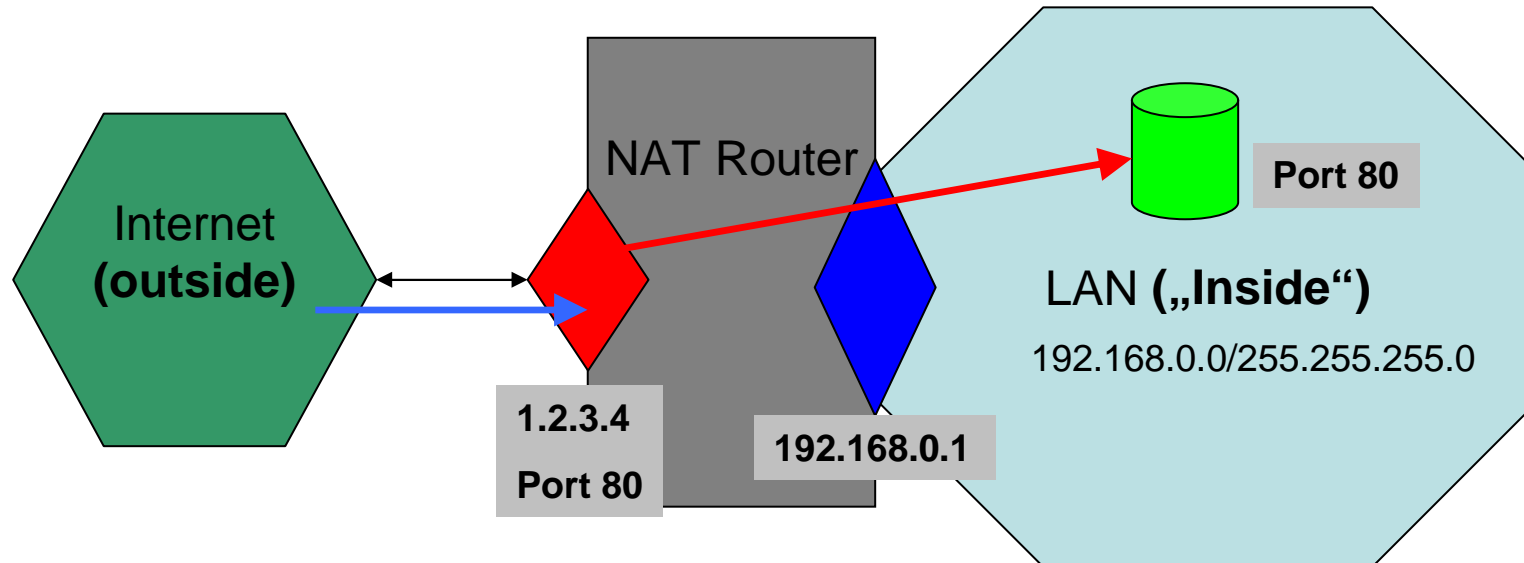 Internet
(outside)
NAT Router
1.2.3.4
Port 80
192.168.0.1
Port 80
LAN („Inside“)
192.168.0.0/255.255.255.0